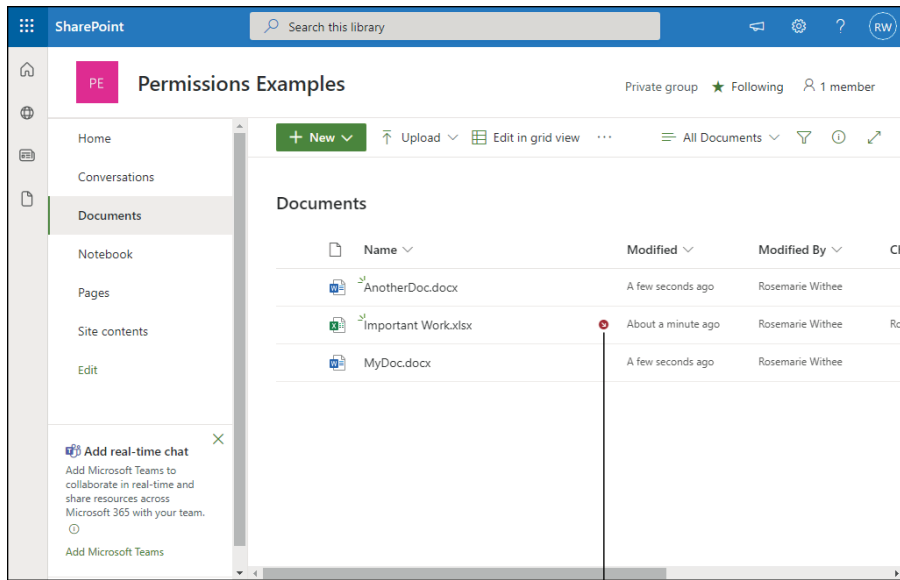 SharePoint
Search this library
RW
PE
Permissions Examples
Private group
Following
1 member
Home
Conversations
Documents
Notebook
Pages
Site contents
Edit
New
Upload
Edit in grid view
All Documents
Documents
Name
Modified
Modified By
AnotherDoc.docx
A few seconds ago
Rosemarie Withee
Important Work.xlsx
About a minute ago
Rosemarie Withee
MyDoc.docx
A few seconds ago
Rosemarie Withee
Add real-time chat
Add Microsoft Teams to
collaborate in real-time and
share resources across
Microsoft 365 with your team.
Add Microsoft Teams